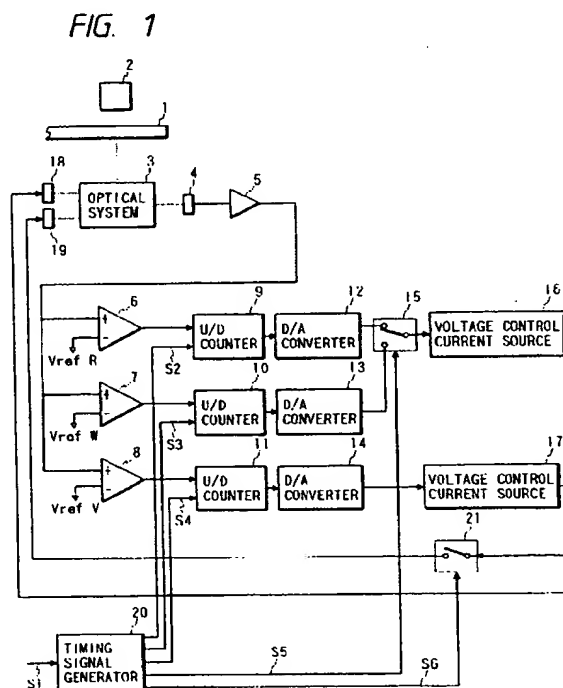 FIG. 1
2
1
18
3
4
5
OPTICAL
SYSTEM
19
6
9
12
15
16
U/D
COUNTER
D/A
CONVERTER
VOLTAGE CONTROL
CURRENT SOURCE
Vref R
S2
7
10
13
U/D
COUNTER
D/A
CONVERTER
Vref W
S3
8
11
14
17
U/D
COUNTER
D/A
CONVERTER
VOLTAGE CONTROL
CURRENT SOURCE
Vref V
S4
21
20
TIMING
SIGNAL
GENERATOR
S1
S5
S6